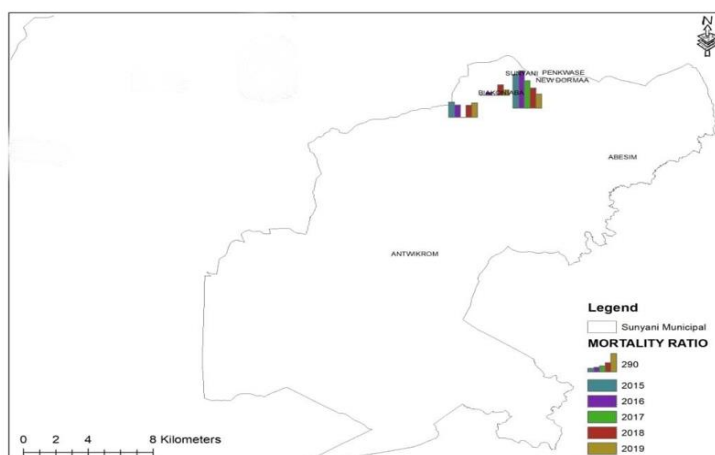 N
SUNYANI
PENKWASE
NEW DORMAA
BIAKOBAABA
ABESIM
ANTWIKROM
Legend
Sunyani Municipal
MORTALITY RATIO
290
2015
2016
2017
2018
2019
0 2 4 8 Kilometers